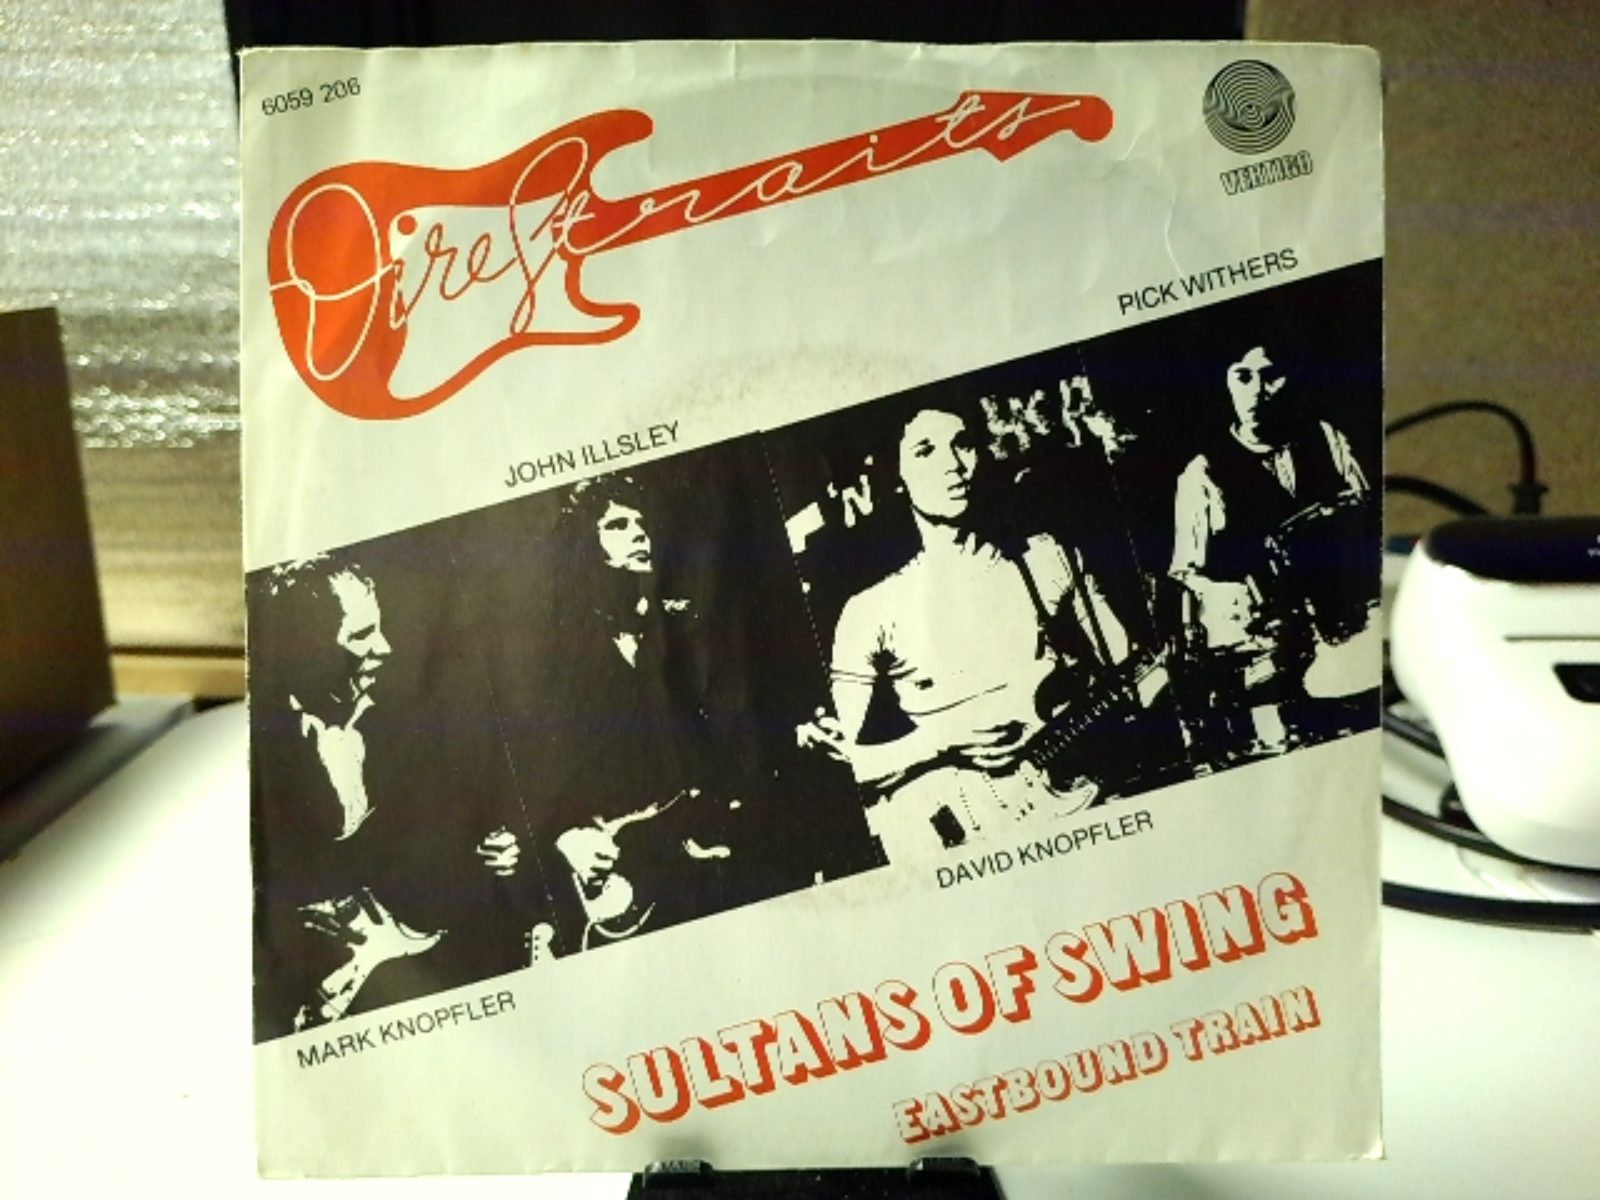 6059 206
Dire Straits
VERTIGO
PICK WITHERS
JOHN ILLSLEY
'N'
MARK KNOPFLER
DAVID KNOPFLER
SULTANS OF SWING
EASTBOUND TRAIN